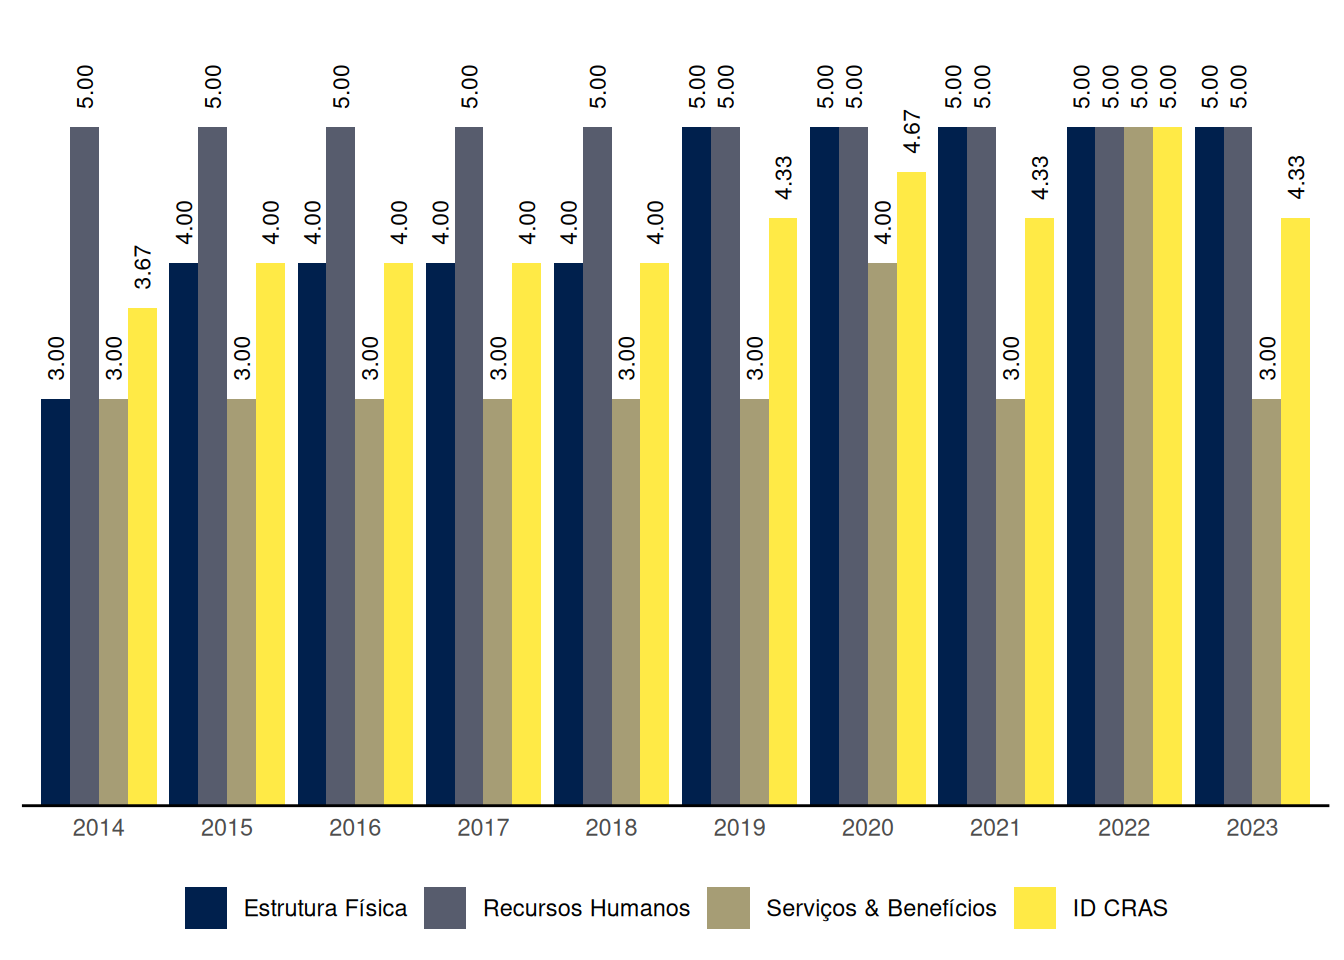 5.00 5.00 5.00 5.00 5.00 5.00 5.00 5.00 5.00 5.00 5.00 5.00 5.00 5.00 5.00 5.00
4.67
4.33 4.33 4.33
4.00 4.00 4.00 4.00 4.00 4.00 4.00 4.00 4.00
3.67
3.00 3.00 3.00 3.00 3.00 3.00 3.00 3.00 3.00
2014 2015 2016 2017 2018 2019 2020 2021 2022 2023
Estrutura Física Recursos Humanos Serviços & Benefícios ID CRAS